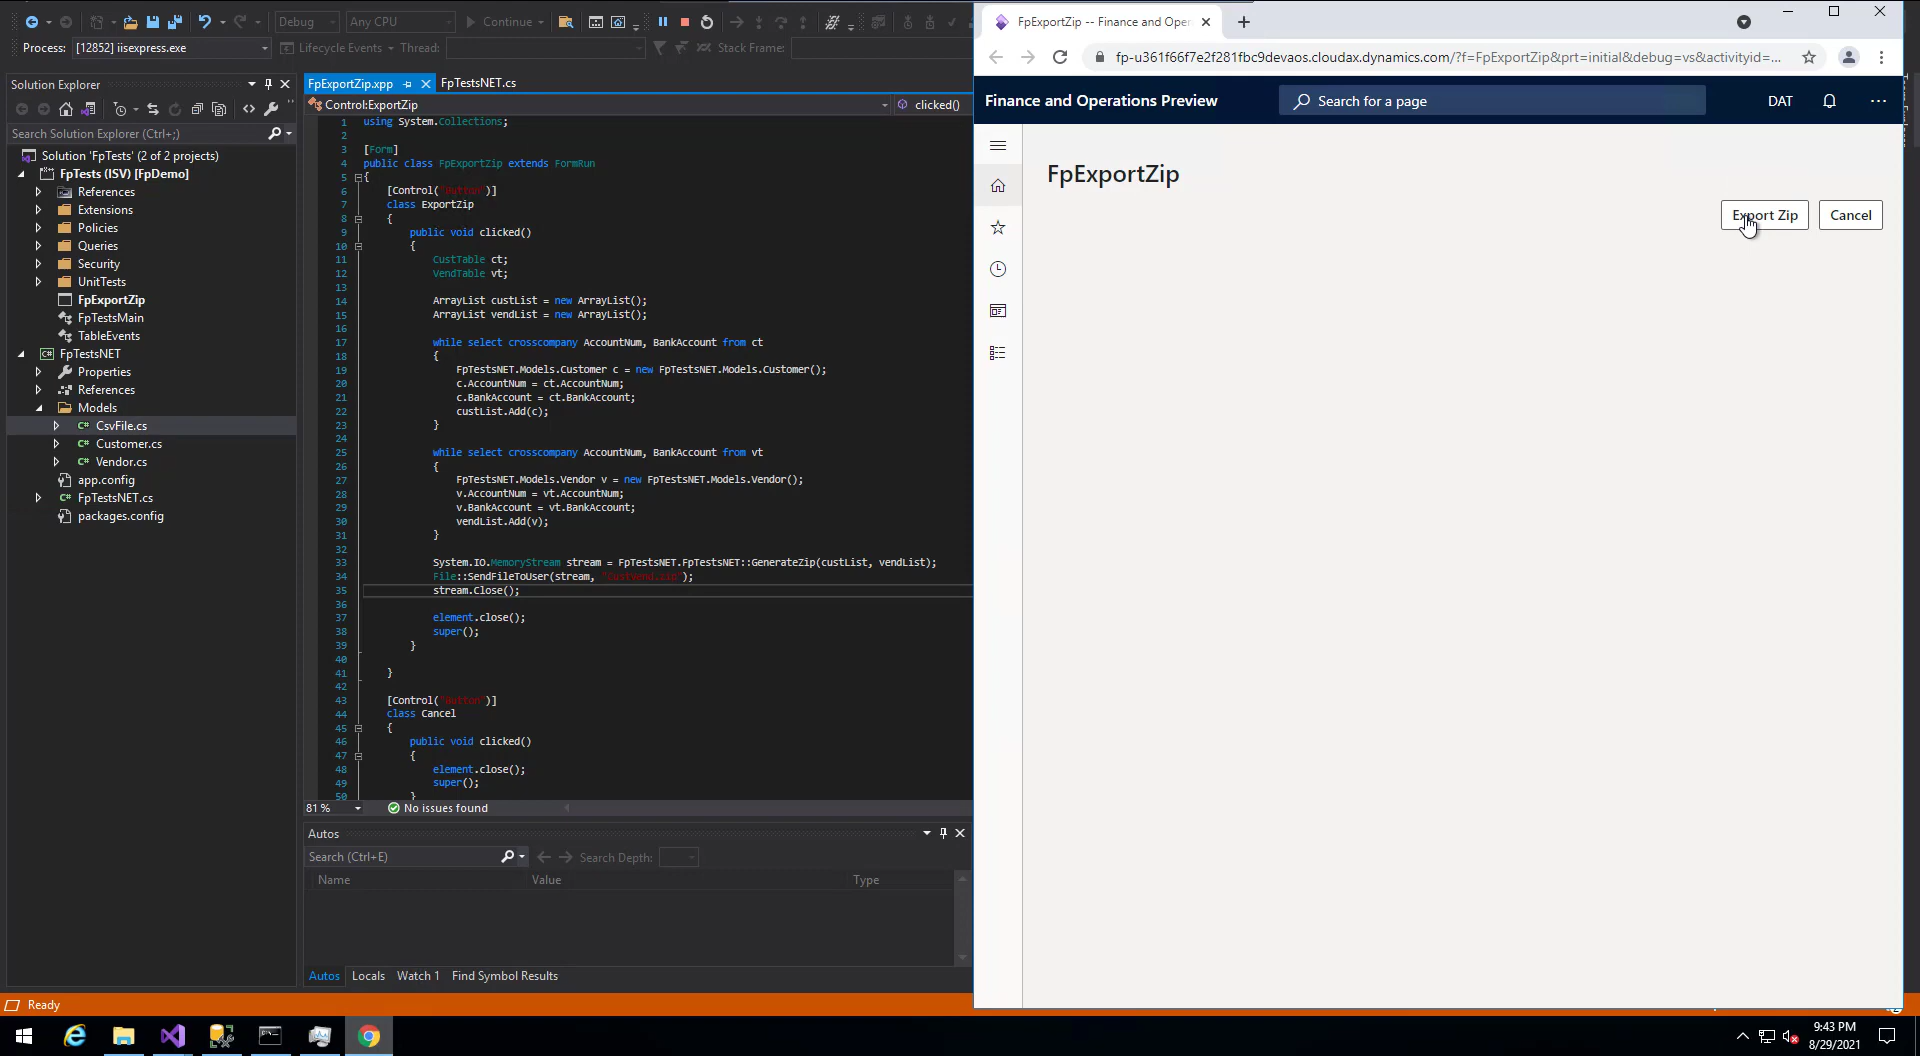 Debug
Any CPU
Continue
Process: [12852] iisexpress.exe
Lifecycle Events
Thread:
Stack Frame:
Solution Explorer
Search Solution Explorer (Ctrl+;)
Solution 'FpTests' (2 of 2 projects)
FpTests (ISV) [FpDemo]
References
Extensions
Policies
Queries
Security
UnitTests
FpExportZip
FpTestsMain
TableEvents
FpTestsNET
Properties
References
Models
CsvFile.cs
Customer.cs
Vendor.cs
app.config
FpTestsNET.cs
packages.config
FpExportZip.xpp
FpTestsNET.cs
Control:ExportZip
clicked()
1 using System.Collections;
2
3 [Form]
4 public class FpExportZip extends FormRun
5 {
6 [Control("Button")]
7 class ExportZip
8 {
9 public void clicked()
10 {
11 CustTable ct;
12 VendTable vt;
13
14 ArrayList custList = new ArrayList();
15 ArrayList vendList = new ArrayList();
16
17 while select crosscompany AccountNum, BankAccount from ct
18 {
19 FpTestsNET.Models.Customer c = new FpTestsNET.Models.Customer();
20 c.AccountNum = ct.AccountNum;
21 c.BankAccount = ct.BankAccount;
22 custList.Add(c);
23 }
24
25 while select crosscompany AccountNum, BankAccount from vt
26 {
27 FpTestsNET.Models.Vendor v = new FpTestsNET.Models.Vendor();
28 v.AccountNum = vt.AccountNum;
29 v.BankAccount = vt.BankAccount;
30 vendList.Add(v);
31 }
32
33 System.IO.MemoryStream stream = FpTestsNET.FpTestsNET::GenerateZip(custList, vendList);
34 File::SendFileToUser(stream, "CustVend.zip");
35 stream.Close();
36
37 element.close();
38 super();
39 }
40
41 }
42
43 [Control("Button")]
44 class Cancel
45 {
46 public void clicked()
47 {
48 element.close();
49 super();
50 }
81 %
No issues found
Autos
Search (Ctrl+E)
Search Depth:
Name
Value
Type
Autos
Locals
Watch 1
Find Symbol Results
Ready
FpExportZip -- Finance and Oper
fp-u361f66f7e2f281fbc9devaos.cloudax.dynamics.com/?f=FpExportZip&prt=initial&debug=vs&activityid=...
Finance and Operations Preview
Search for a page
DAT
FpExportZip
Export Zip
Cancel
9:43 PM
8/29/2021